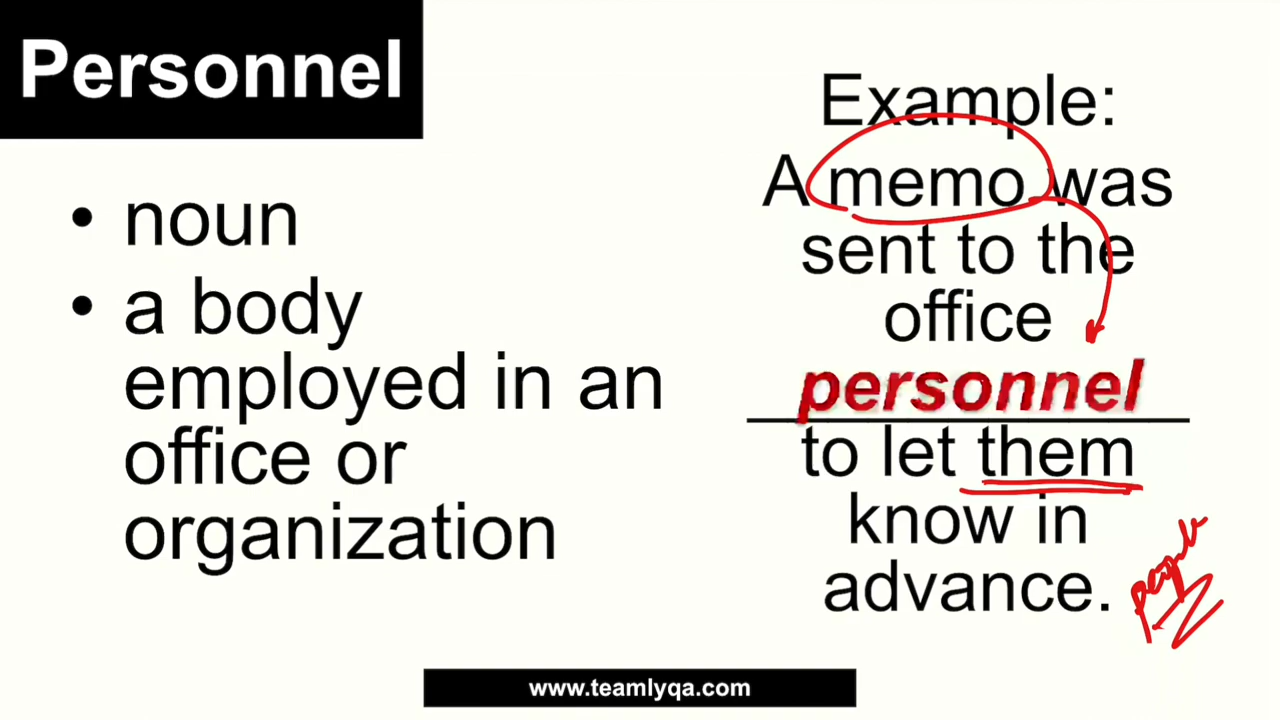 Personnel
• noun
• a body
employed in an
office or
organization
Example:
A memo was
sent to the
office
personnel
to let them
know in
advance.
people
www.teamlyqa.com